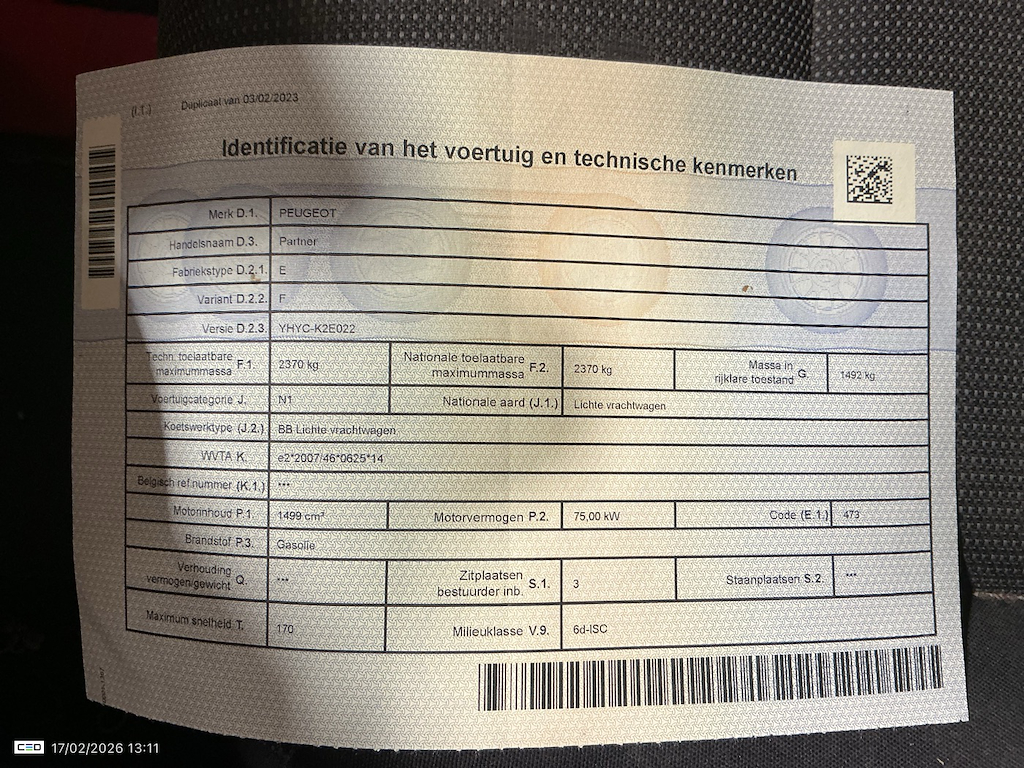 (I.1.) Duplicaat van 03/02/2023
Identificatie van het voertuig en technische kenmerken
Merk D.1. PEUGEOT
Handelsnaam D.3. Partner
Fabriekstype D.2.1. E
Variant D.2.2. F
Versie D.2.3. YHYC-K2E022
Techn. toelaatbare maximummassa F.1. 2370 kg Nationale toelaatbare maximummassa F.2. 2370 kg Massa in rijklare toestand G. 1492 kg
Voertuigcategorie J. N1 Nationale aard (J.1.) Lichte vrachtwagen
Koetswerktype (J.2.) BB Lichte vrachtwagen
WVTA K. e2*2007/46*0625*14
Belgisch ref.nummer (K.1.) ***
Motorinhoud P.1. 1499 cm³ Motorvermogen P.2. 75,00 kW Code (E.1.) 473
Brandstof P.3. Gasolie
Verhouding vermogen/gewicht Q. *** Zitplaatsen bestuurder inb. S.1. 3 Staanplaatsen S.2. ***
Maximum snelheid T. 170 Milieuklasse V.9. 6d-ISC
CEO 17/02/2026 13:11